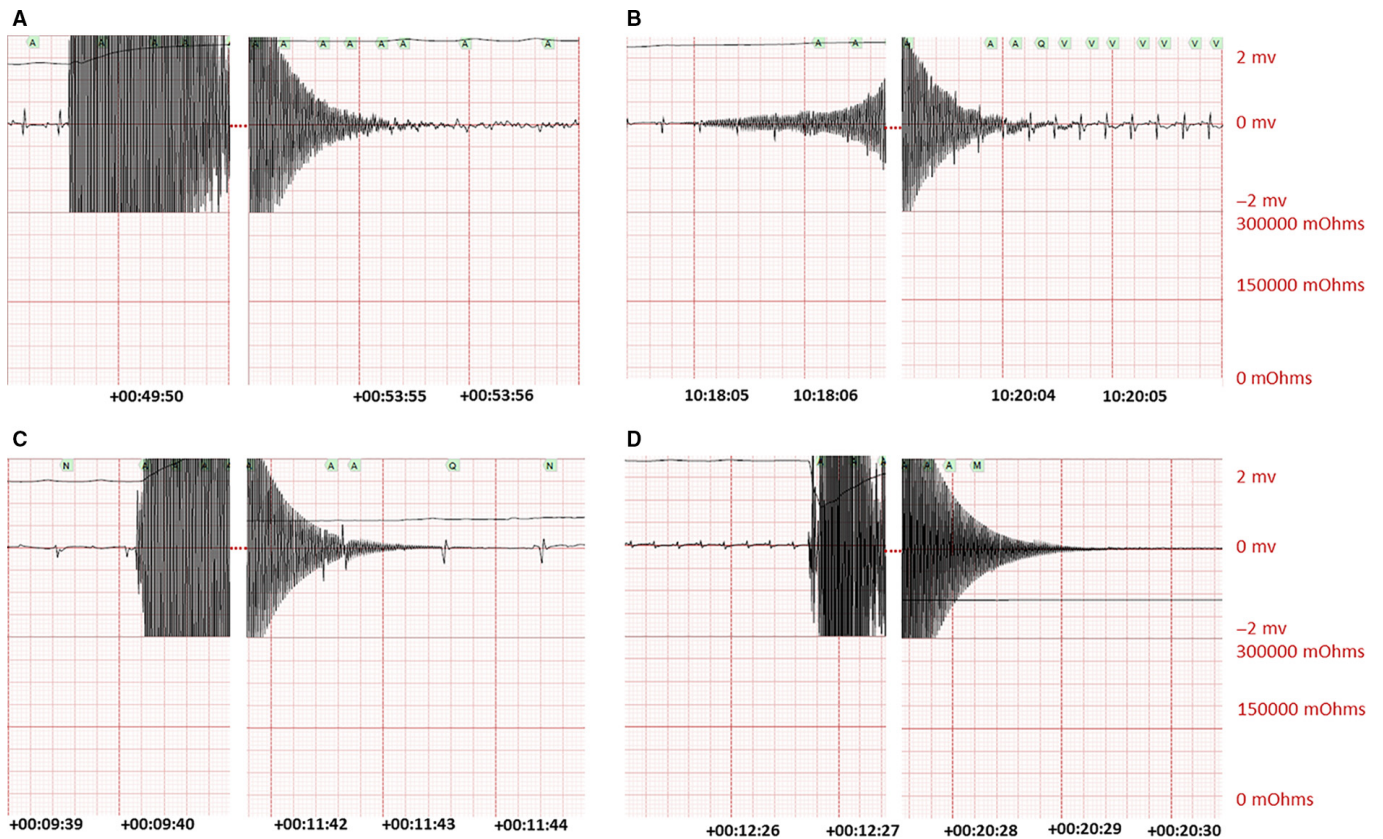 A
A A A A
A A A A A A A A
+00:49:50 +00:53:55 +00:53:56
B
A A
A A Q V V V V V V V
2 mv
0 mv
−2 mv
300000 mOhms
150000 mOhms
0 mOhms
10:18:05 10:18:06 10:20:04 10:20:05
C
N A A A
A A Q N
+00:09:39 +00:09:40 +00:11:42 +00:11:43 +00:11:44
D
A A A M
2 mv
0 mv
−2 mv
300000 mOhms
150000 mOhms
0 mOhms
+00:12:26 +00:12:27 +00:20:28 +00:20:29 +00:20:30